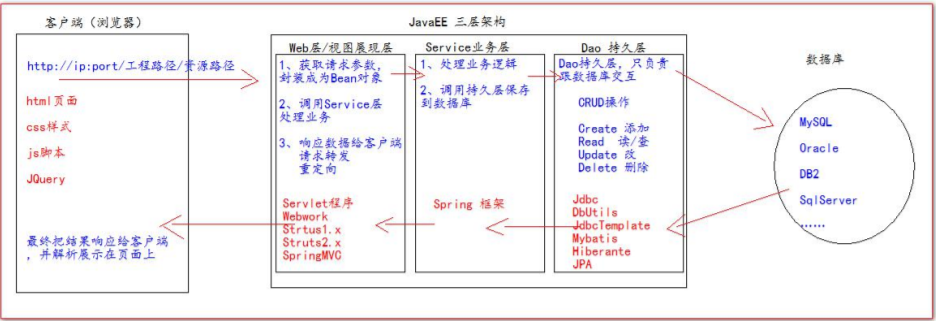 客户端（浏览器）
JavaEE 三层架构
http://ip:port/工程路径/资源路径
html页面
css样式
js脚本
JQuery
最终把结果响应给客户端
，并解析展示在页面上
Web层/视图展现层
1、获取请求参数，
封装成为Bean对象
2、调用Service层
处理业务
3、响应数据给客户端
请求转发
重定向
Servlet程序
Webwork
Strtus1.x
Struts2.x
SpringMVC
Service业务层
1、处理业务逻辑
2、调用持久层保存
到数据库
Spring 框架
Dao 持久层
Dao持久层，只负责
跟数据库交互
CRUD操作
Create 添加
Read 读/查
Update 改
Delete 删除
Jdbc
DbUtils
JdbcTemplate
Mybatis
Hiberante
JPA
数据库
MySQL
Oracle
DB2
SqlServer
......